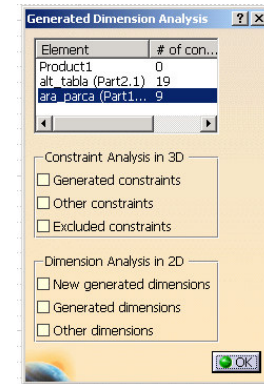 Generated Dimension Analysis ? X
Element # of con...
Product1 0
alt_tabla (Part2.1) 19
ara_parca (Part1... 9
Constraint Analysis in 3D
Generated constraints
Other constraints
Excluded constraints
Dimension Analysis in 2D
New generated dimensions
Generated dimensions
Other dimensions
OK